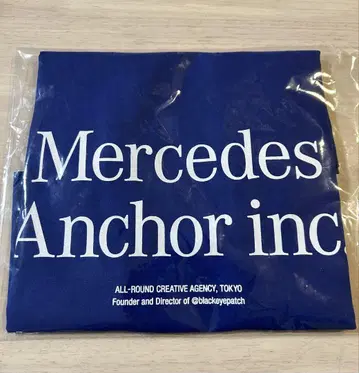 Mercedes
Anchor inc.
ALL-ROUND CREATIVE AGENCY, TOKYO
Founder and Director of @blackeyepatch